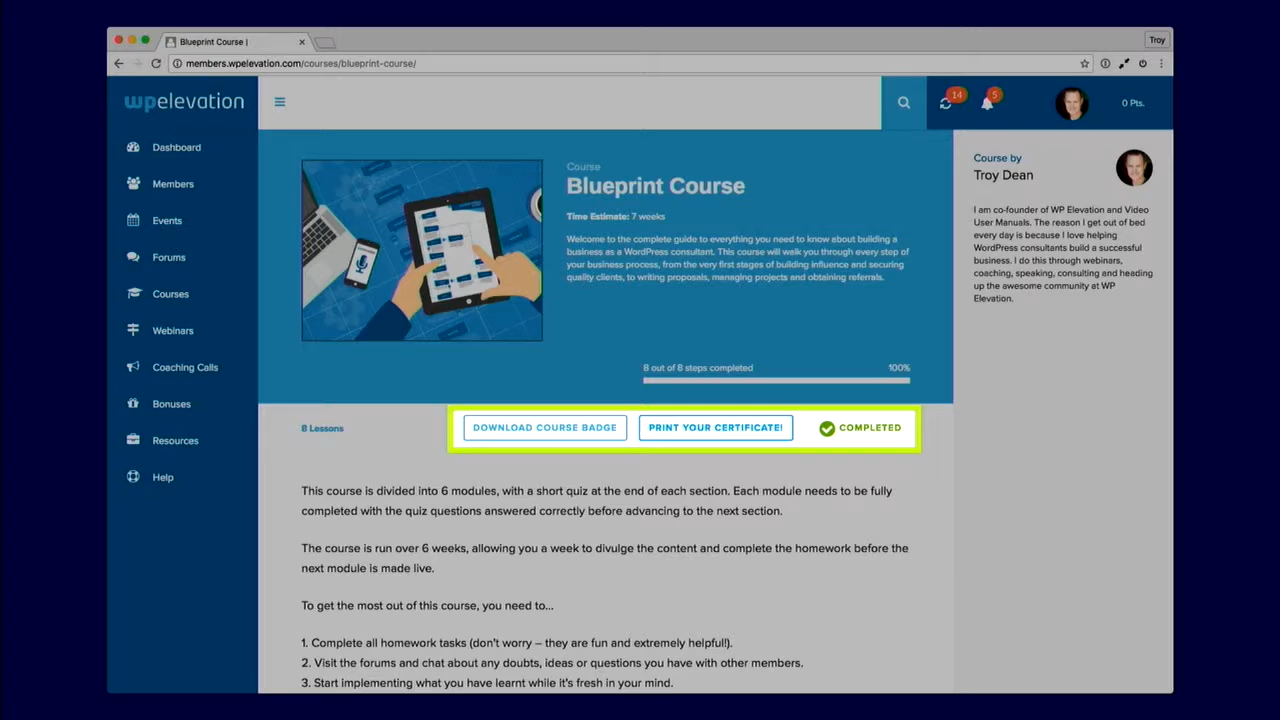 Blueprint Course |
Troy
members.wpelevation.com/courses/blueprint-course/
wpelevation
14
5
0 Pts.
Dashboard
Members
Events
Forums
Courses
Webinars
Coaching Calls
Bonuses
Resources
Help
Course
Blueprint Course
Time Estimate: 7 weeks
Welcome to the complete guide to everything you need to know about building a
business as a WordPress consultant. This course will walk you through every step of
your business process, from the very first stages of building influence and securing
quality clients, to writing proposals, managing projects and obtaining referrals.
8 out of 8 steps completed
100%
Course by
Troy Dean
I am co-founder of WP Elevation and Video
User Manuals. The reason I get out of bed
every day is because I love helping
WordPress consultants build a successful
business. I do this through webinars,
coaching, speaking, consulting and heading
up the awesome community at WP
Elevation.
8 Lessons
DOWNLOAD COURSE BADGE
PRINT YOUR CERTIFICATE!
COMPLETED
This course is divided into 6 modules, with a short quiz at the end of each section. Each module needs to be fully
completed with the quiz questions answered correctly before advancing to the next section.
The course is run over 6 weeks, allowing you a week to divulge the content and complete the homework before the
next module is made live.
To get the most out of this course, you need to...
1. Complete all homework tasks (don't worry – they are fun and extremely helpful!).
2. Visit the forums and chat about any doubts, ideas or questions you have with other members.
3. Start implementing what you have learnt while it's fresh in your mind.